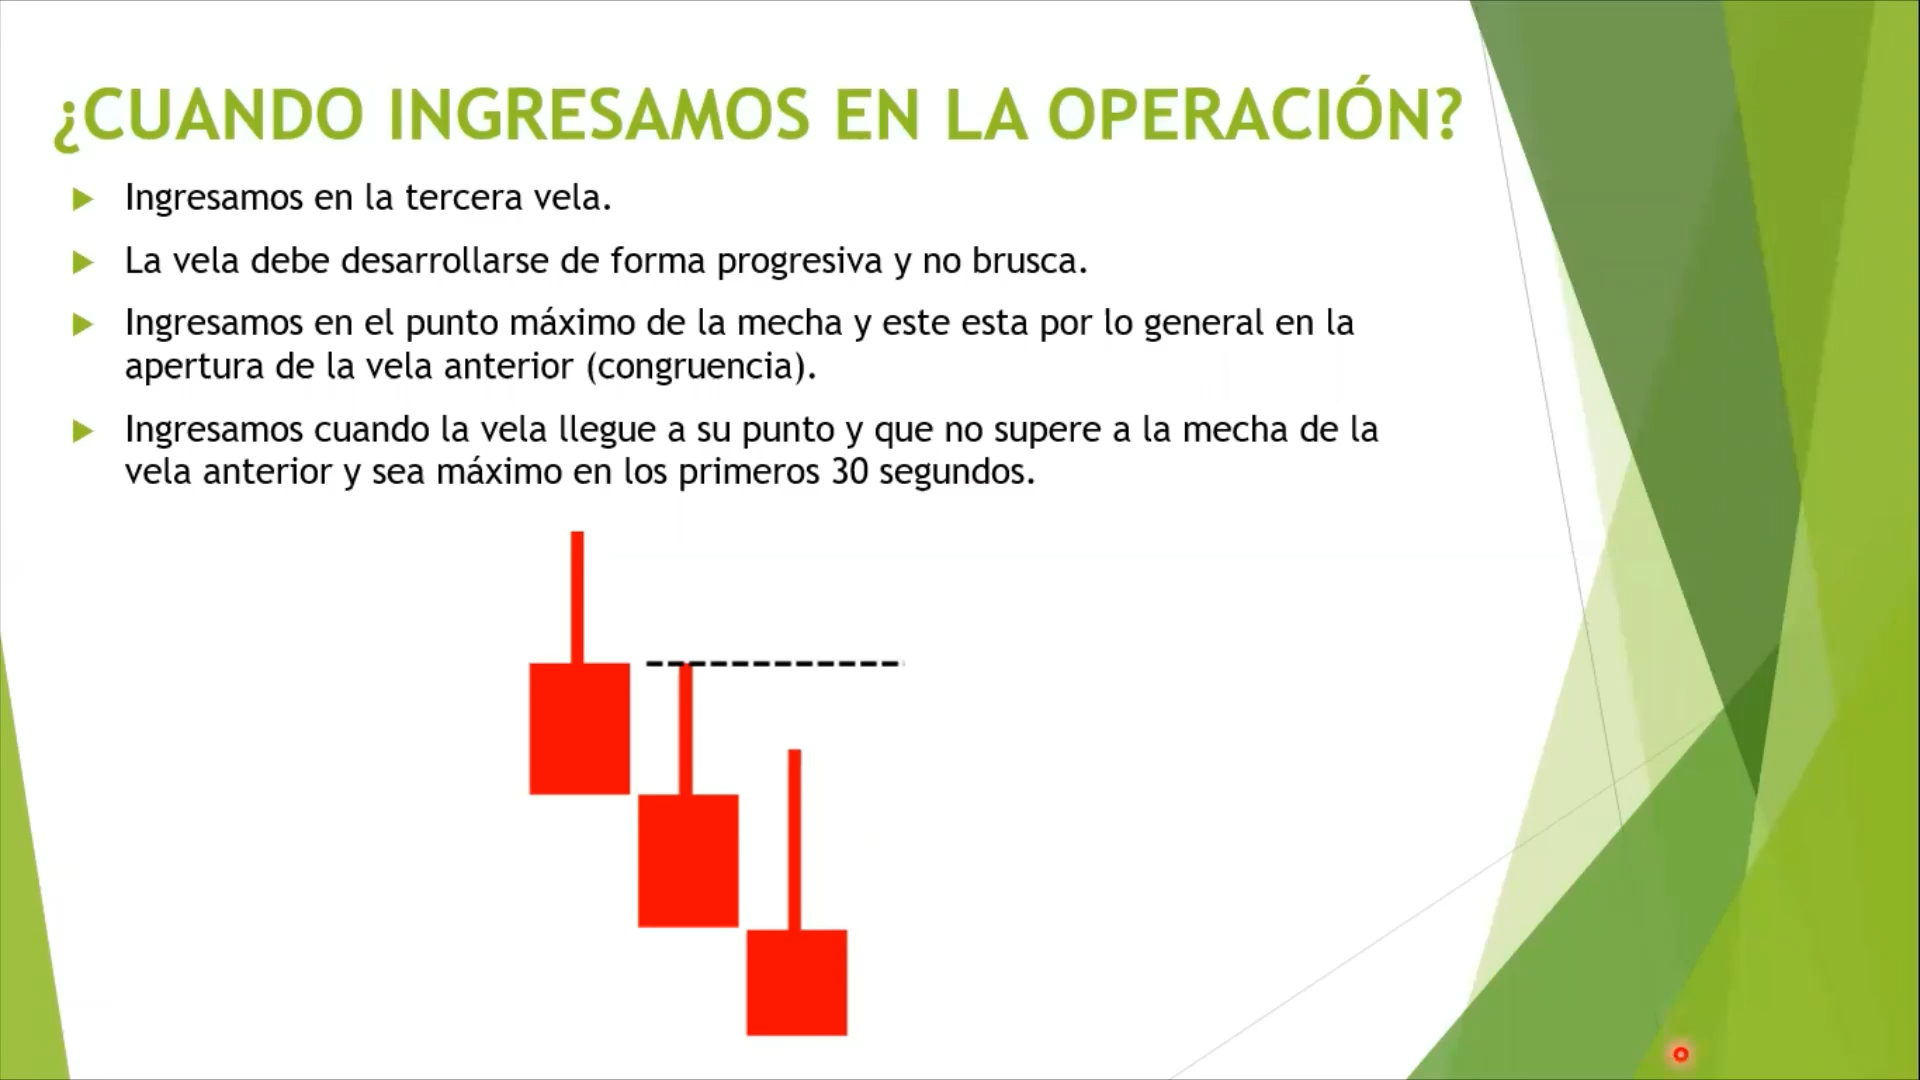 ¿CUANDO INGRESAMOS EN LA OPERACIÓN?
Ingresamos en la tercera vela.
La vela debe desarrollarse de forma progresiva y no brusca.
Ingresamos en el punto máximo de la mecha y este esta por lo general en la
apertura de la vela anterior (congruencia).
Ingresamos cuando la vela llegue a su punto y que no supere a la mecha de la
vela anterior y sea máximo en los primeros 30 segundos.